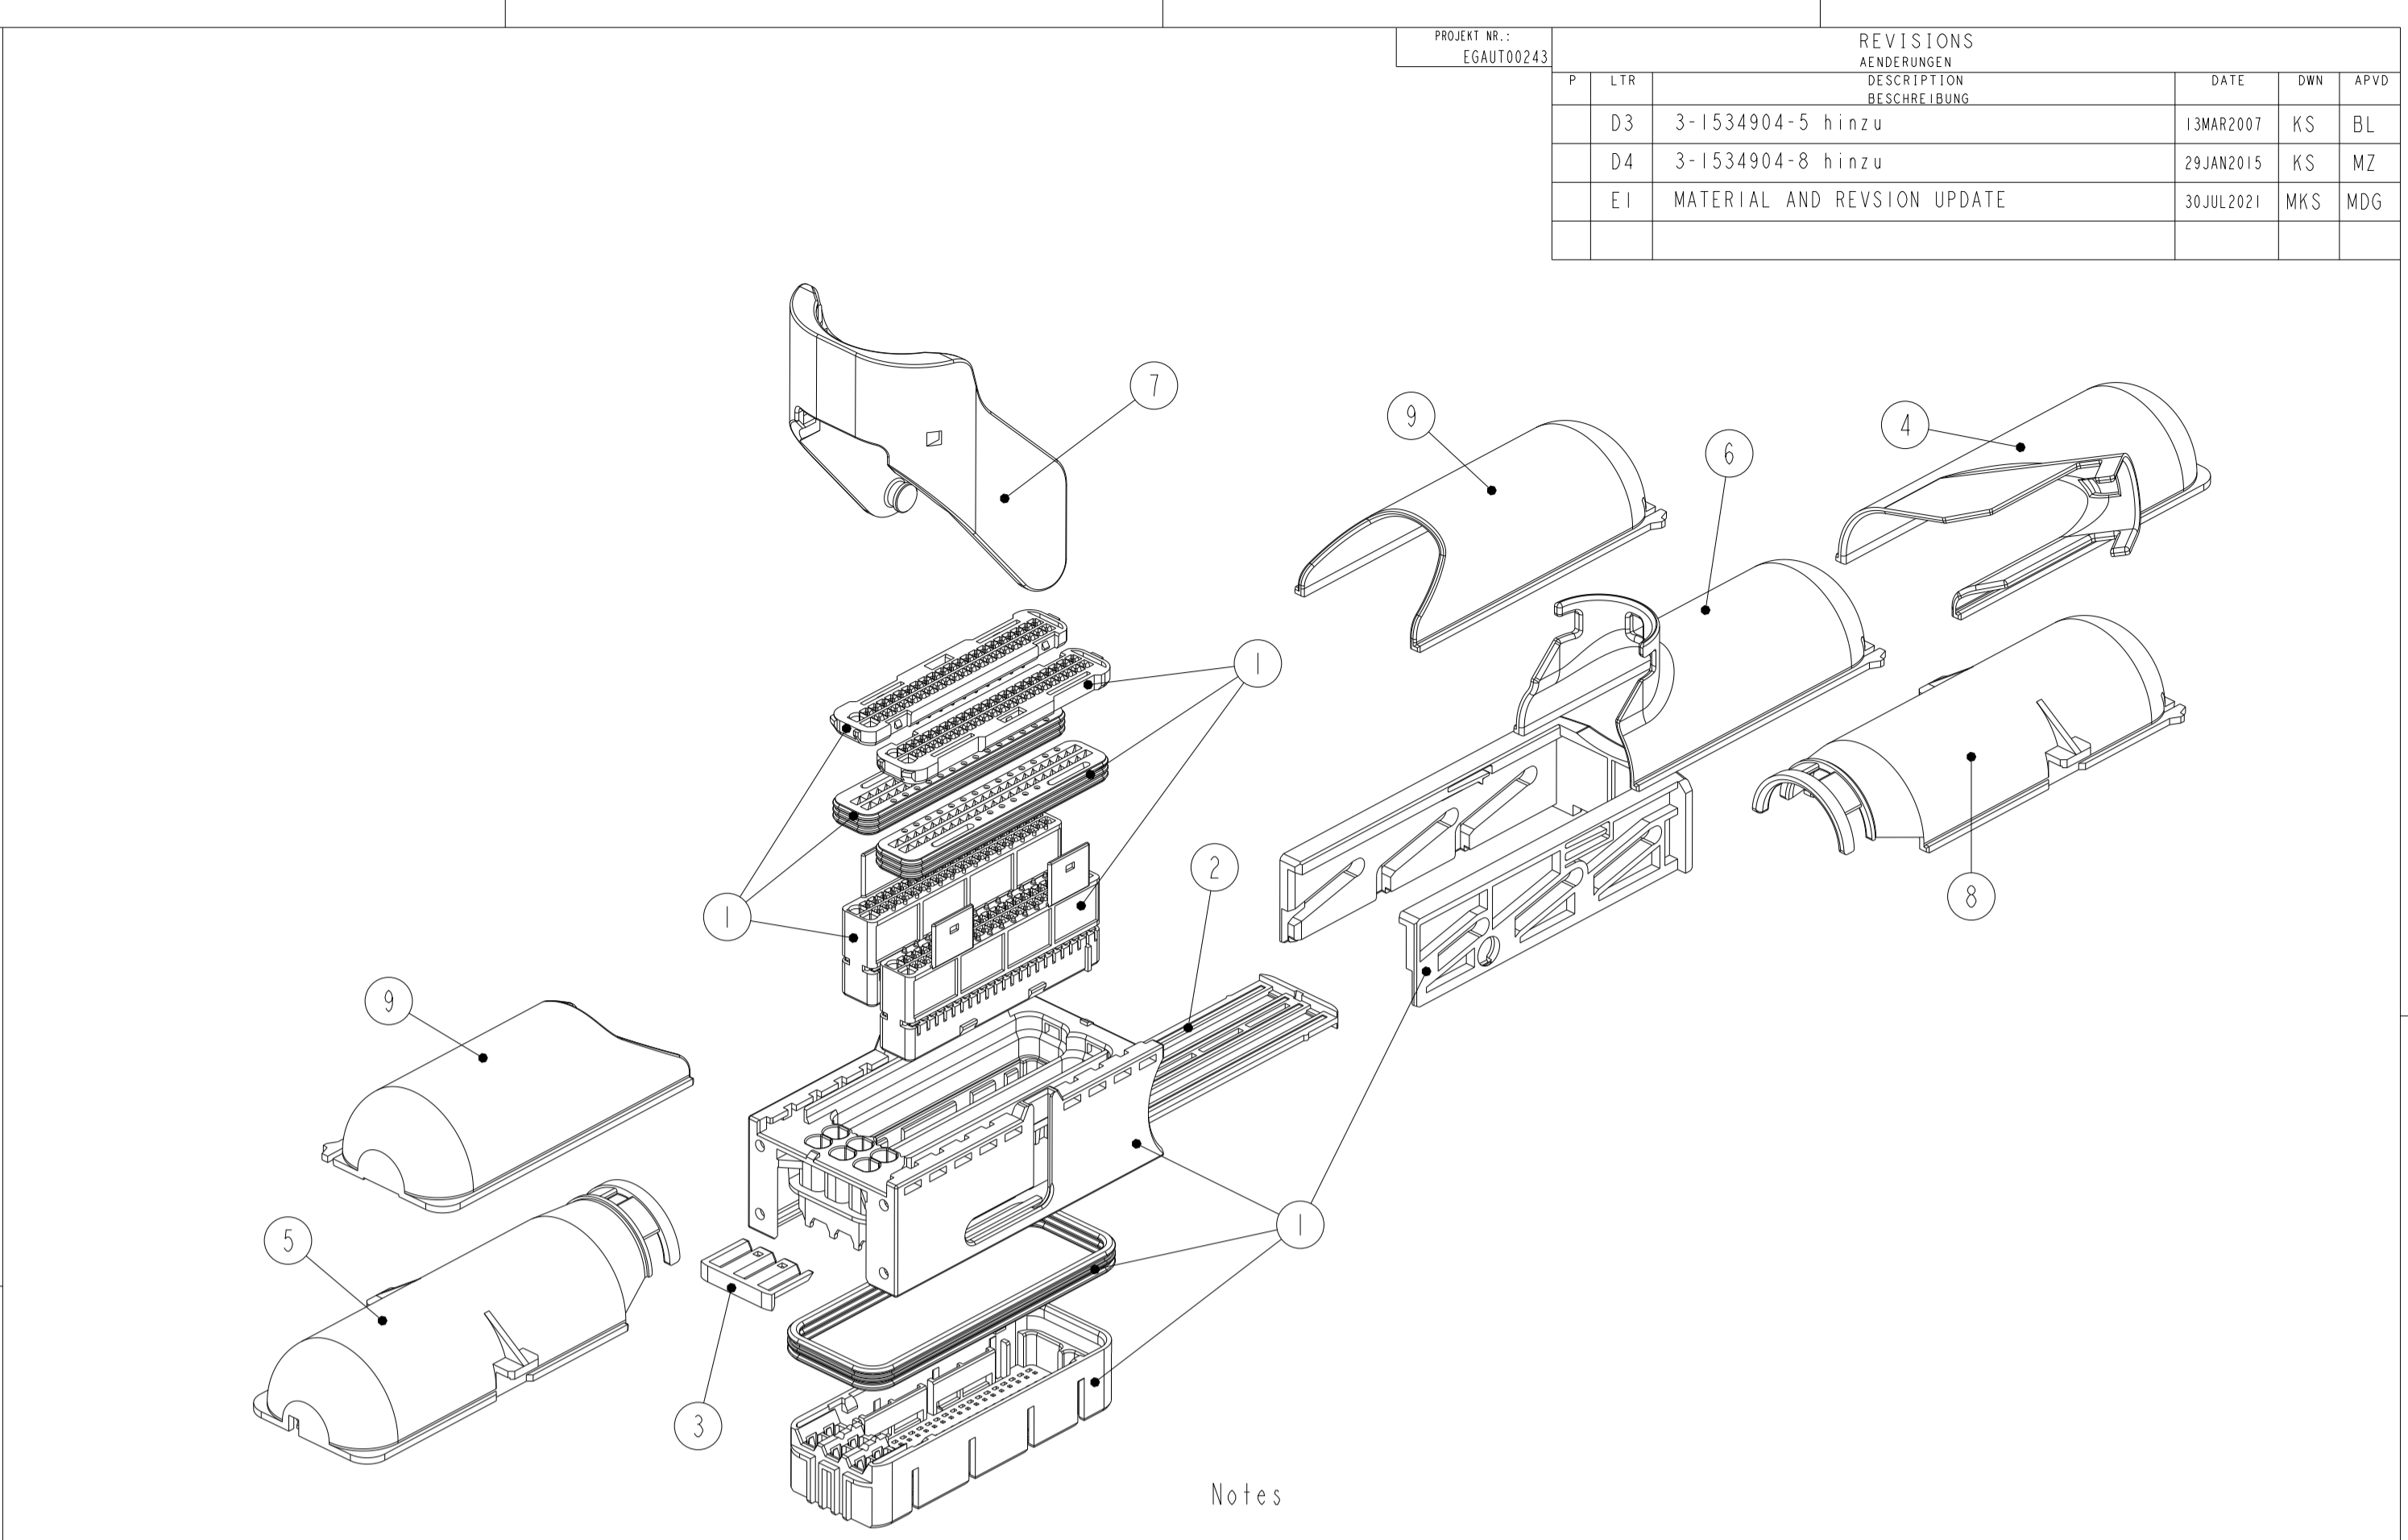 PROJEKT NR.:
EGAUT00243
REVISIONS
AENDERUNGEN
P LTR DESCRIPTION DATE DWN APVD
BESCHREIBUNG
D3 3-1534904-5 hinzu 13MAR2007 KS BL
D4 3-1534904-8 hinzu 29JAN2015 KS MZ
E1 MATERIAL AND REVSION UPDATE 30JUL2021 MKS MDG
7
9
4
6
1
2
8
1
9
5
1
3
Notes